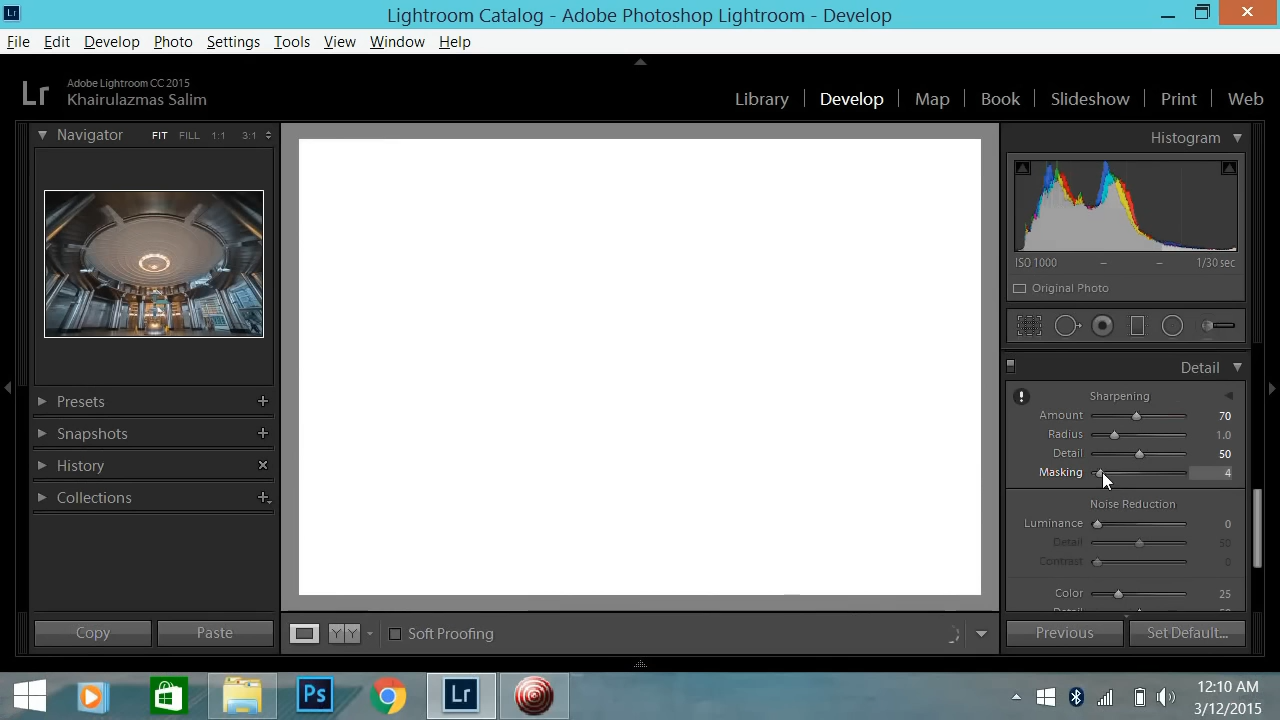 Lr Lightroom Catalog - Adobe Photoshop Lightroom - Develop
File Edit Develop Photo Settings Tools View Window Help
Lr Adobe Lightroom CC 2015
Khairulazmas Salim
Library Develop Map Book Slideshow Print Web
Navigator FIT FILL 1:1 3:1
Presets
Snapshots
History
Collections
Copy Paste
Soft Proofing
Histogram
ISO 1000 – – 1/30 sec
Original Photo
Detail
Sharpening
Amount 70
Radius 1.0
Detail 50
Masking 4
Noise Reduction
Luminance 0
Detail 50
Contrast 0
Color 25
Previous Set Default...
Ps Lr
12:10 AM
3/12/2015